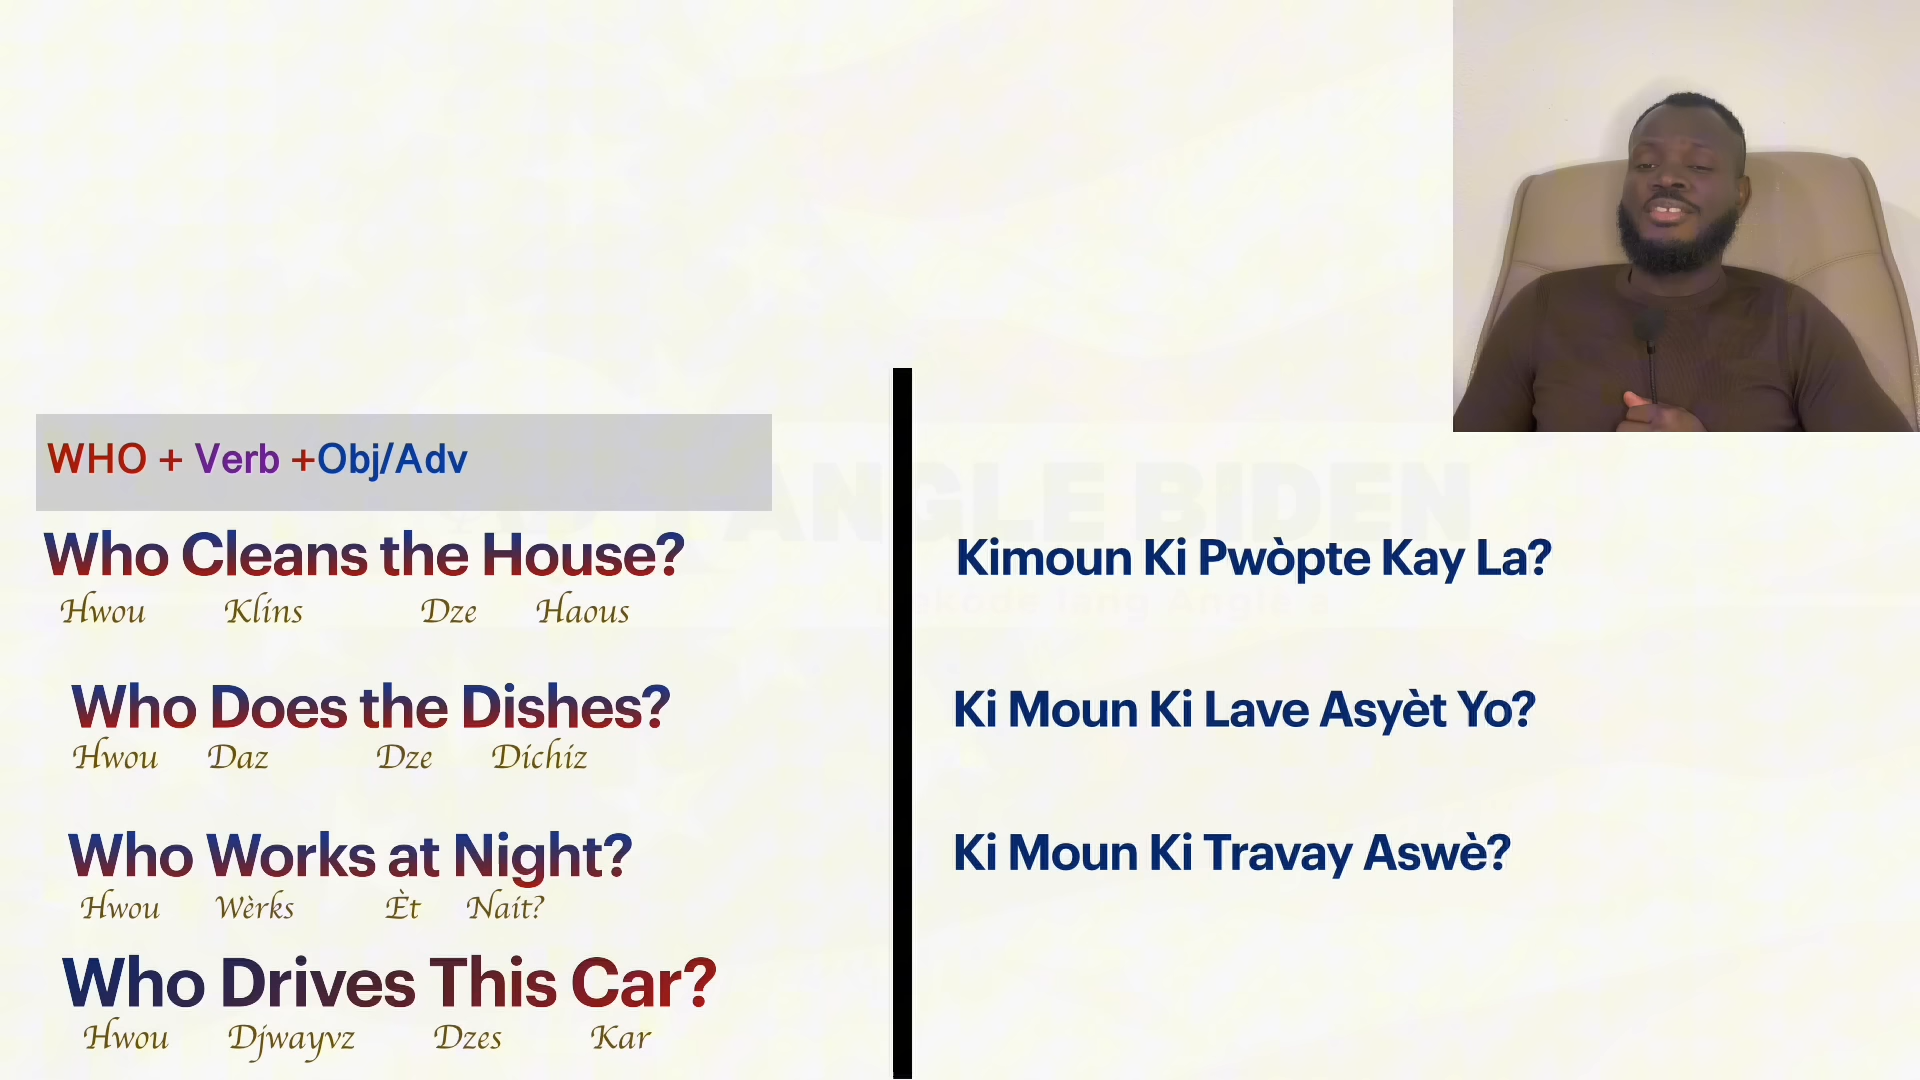 WHO + Verb +Obj/Adv
Who Cleans the House?
Hwou Klins Dze Haous
Kimoun Ki Pwòpte Kay La?
Who Does the Dishes?
Hwou Daz Dze Dichiz
Ki Moun Ki Lave Asyèt Yo?
Who Works at Night?
Hwou Wèrks Èt Nait?
Ki Moun Ki Travay Aswè?
Who Drives This Car?
Hwou Djwayvz Dzes Kar
ANGLE BIDEN